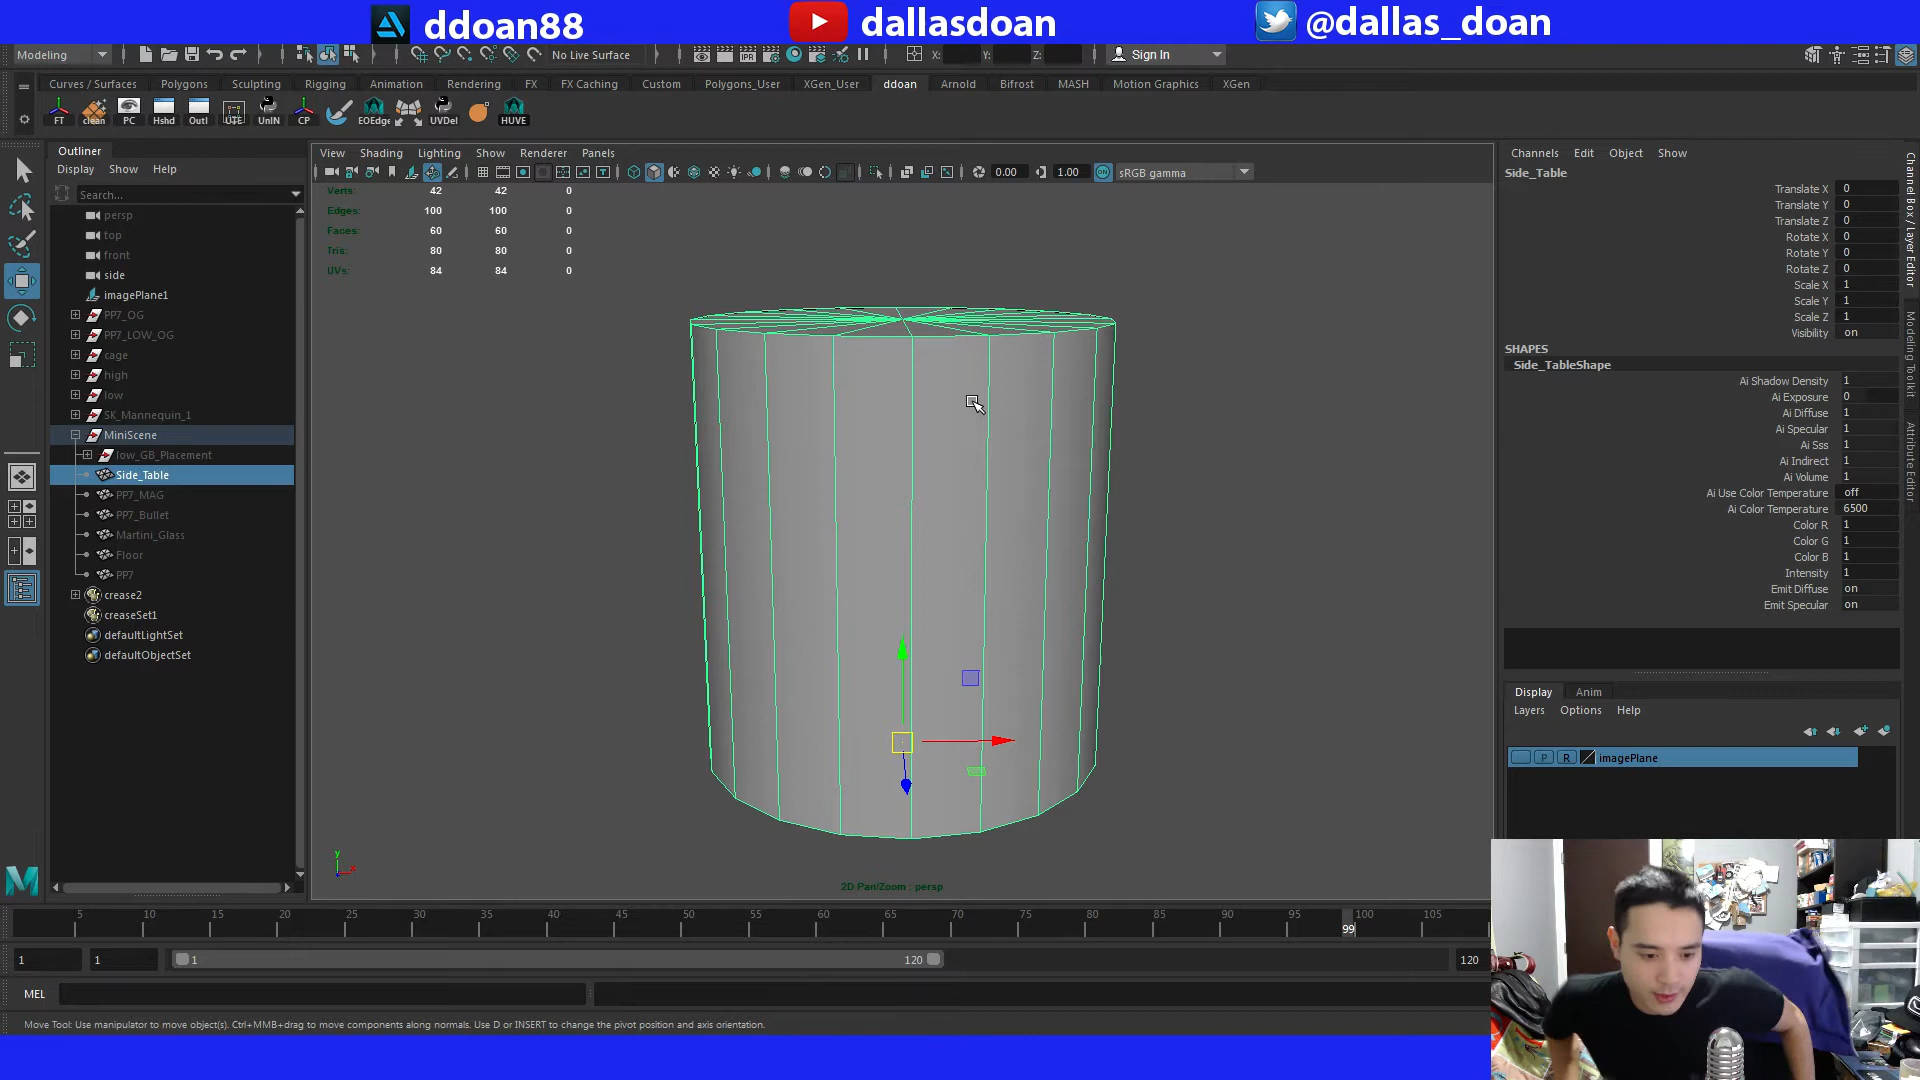 ddoan88
dallasdoan
@dallas_doan
Modeling
No Live Surface
X:
Y:
Z:
Sign In
Curves / Surfaces Polygons Sculpting Rigging Animation Rendering FX FX Caching Custom Polygons_User XGen_User ddoan Arnold Bifrost MASH Motion Graphics XGen
FT clean PC Hshd Outl UTE UnIN CP EOEdge UVDel HUVE
Outliner
Display Show Help
Search...
persp
top
front
side
imagePlane1
PP7_OG
PP7_LOW_OG
cage
high
low
SK_Mannequin_1
MiniScene
low_GB_Placement
Side_Table
PP7_MAG
PP7_Bullet
Martini_Glass
Floor
PP7
crease2
creaseSet1
defaultLightSet
defaultObjectSet
View Shading Lighting Show Renderer Panels
0.00 1.00 sRGB gamma
Verts: 42 42 0
Edges: 100 100 0
Faces: 60 60 0
Tris: 80 80 0
UVs: 84 84 0
y
x
2D Pan/Zoom : persp
Channels Edit Object Show
Side_Table
Translate X 0
Translate Y 0
Translate Z 0
Rotate X 0
Rotate Y 0
Rotate Z 0
Scale X 1
Scale Y 1
Scale Z 1
Visibility on
SHAPES
Side_TableShape
Ai Shadow Density 1
Ai Exposure 0
Ai Diffuse 1
Ai Specular 1
Ai Sss 1
Ai Indirect 1
Ai Volume 1
Ai Use Color Temperature off
Ai Color Temperature 6500
Color R 1
Color G 1
Color B 1
Intensity 1
Emit Diffuse on
Emit Specular on
Display Anim
Layers Options Help
P R imagePlane
Channel Box / Layer Editor
Modeling Toolkit
Attribute Editor
5 10 15 20 25 30 35 40 45 50 55 60 65 70 75 80 85 90 95 100 105
99
1 1 1 120 120
MEL
Move Tool: Use manipulator to move object(s). Ctrl+MMB+drag to move components along normals. Use D or INSERT to change the pivot position and axis orientation.